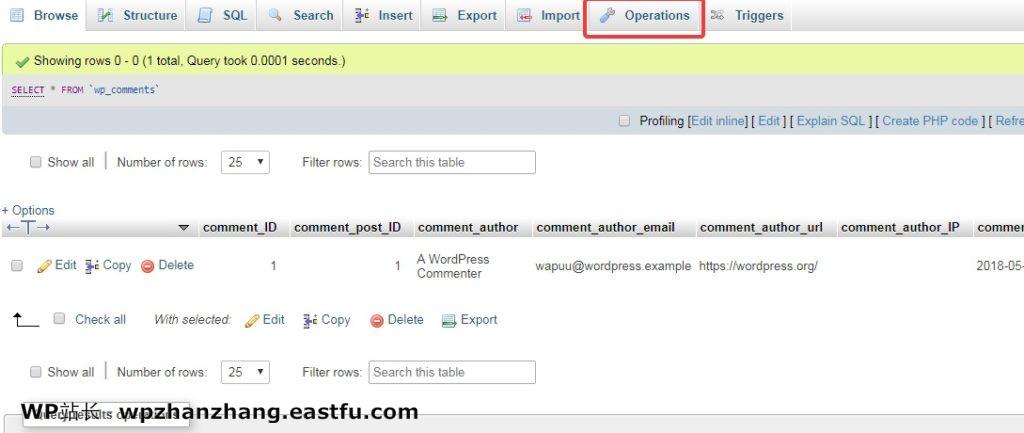 Browse Structure SQL Search Insert Export Import Operations Triggers
Showing rows 0 - 0 (1 total, Query took 0.0001 seconds.)
SELECT * FROM `wp_comments`
Profiling [Edit inline] [ Edit ] [ Explain SQL ] [ Create PHP code ] [ Refre
Show all Number of rows: 25 Filter rows: Search this table
+ Options
comment_ID comment_post_ID comment_author comment_author_email comment_author_url comment_author_IP comme
Edit Copy Delete 1 1 A WordPress Commenter wapuu@wordpress.example https://wordpress.org/ 2018-05-
Check all With selected: Edit Copy Delete Export
Show all Number of rows: 25 Filter rows: Search this table
Query results operations
WP站长 - wpzhanzhang.eastfu.com